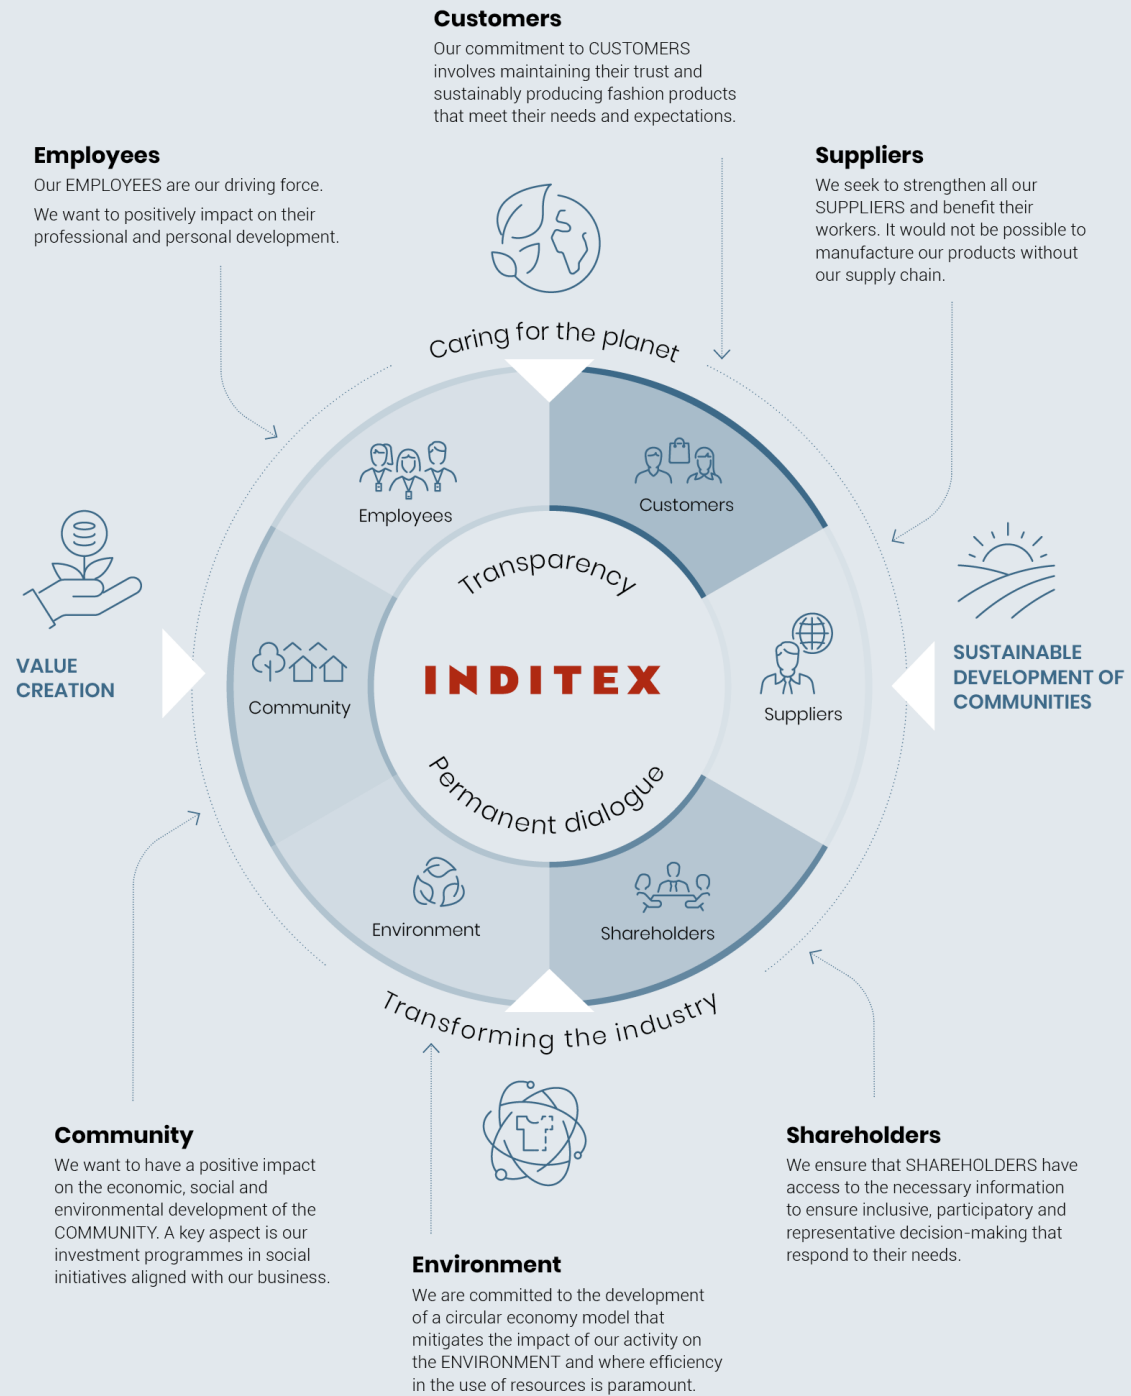 Customers
Our commitment to CUSTOMERS
involves maintaining their trust and
sustainably producing fashion products
that meet their needs and expectations.
Employees
Our EMPLOYEES are our driving force.
We want to positively impact on their
professional and personal development.
Suppliers
We seek to strengthen all our
SUPPLIERS and benefit their
workers. It would not be possible to
manufacture our products without
our supply chain.
Caring for the planet
Employees
Customers
Transparency
VALUE
CREATION
Community
INDITEX
Suppliers
SUSTAINABLE
DEVELOPMENT OF
COMMUNITIES
Permanent dialogue
Environment
Shareholders
Transforming the industry
Community
We want to have a positive impact
on the economic, social and
environmental development of the
COMMUNITY. A key aspect is our
investment programmes in social
initiatives aligned with our business.
Shareholders
We ensure that SHAREHOLDERS have
access to the necessary information
to ensure inclusive, participatory and
representative decision-making that
respond to their needs.
Environment
We are committed to the development
of a circular economy model that
mitigates the impact of our activity on
the ENVIRONMENT and where efficiency
in the use of resources is paramount.